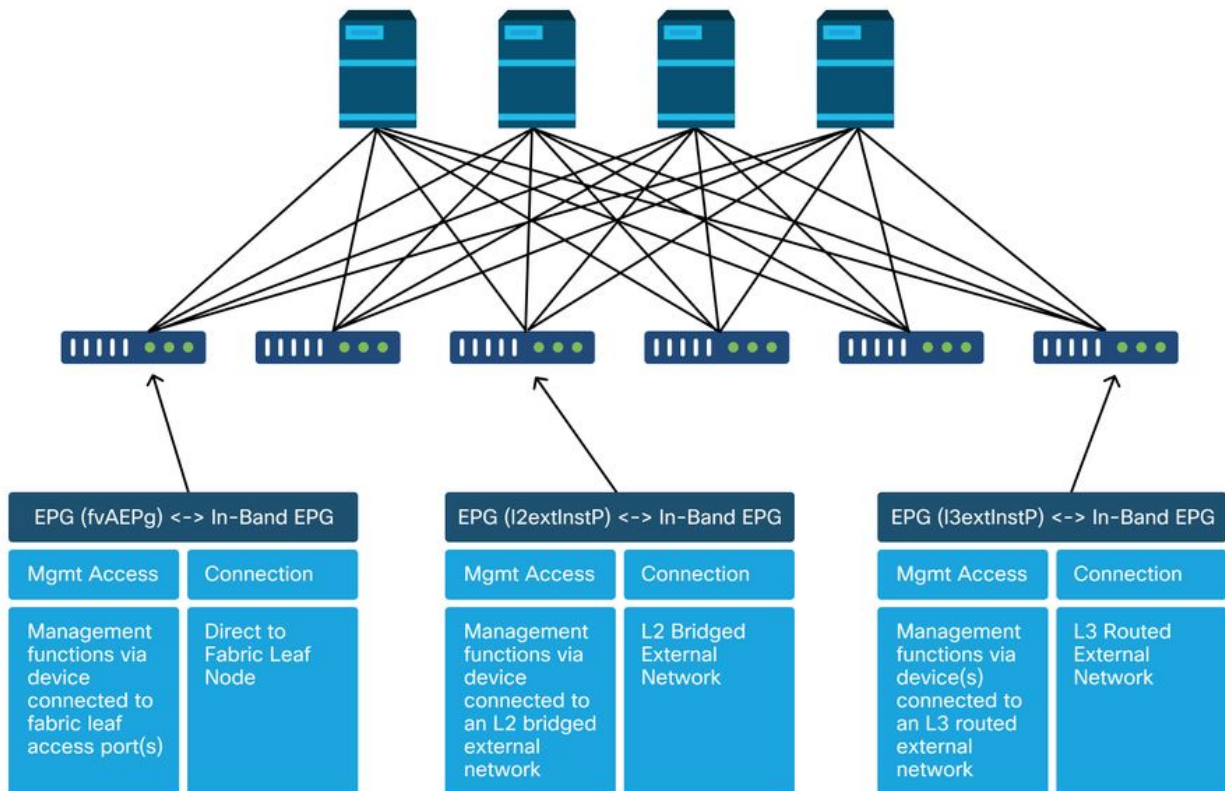 EPG (fvAEPg) <-> In-Band EPG
Mgmt Access
Connection
Management
functions via
device
connected to
fabric leaf
access port(s)
Direct to
Fabric Leaf
Node
EPG (l2extInstP) <-> In-Band EPG
Mgmt Access
Connection
Management
functions via
device
connected to
an L2 bridged
external
network
L2 Bridged
External
Network
EPG (l3extInstP) <-> In-Band EPG
Mgmt Access
Connection
Management
functions via
device(s)
connected to
an L3 routed
external
network
L3 Routed
External
Network